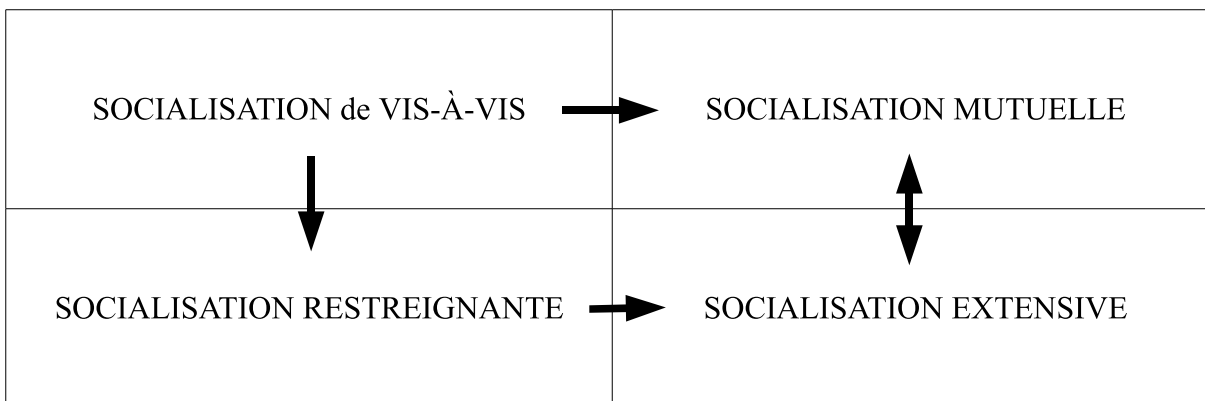 SOCIALISATION de VIS-À-VIS
SOCIALISATION MUTUELLE
SOCIALISATION RESTREIGNANTE
SOCIALISATION EXTENSIVE